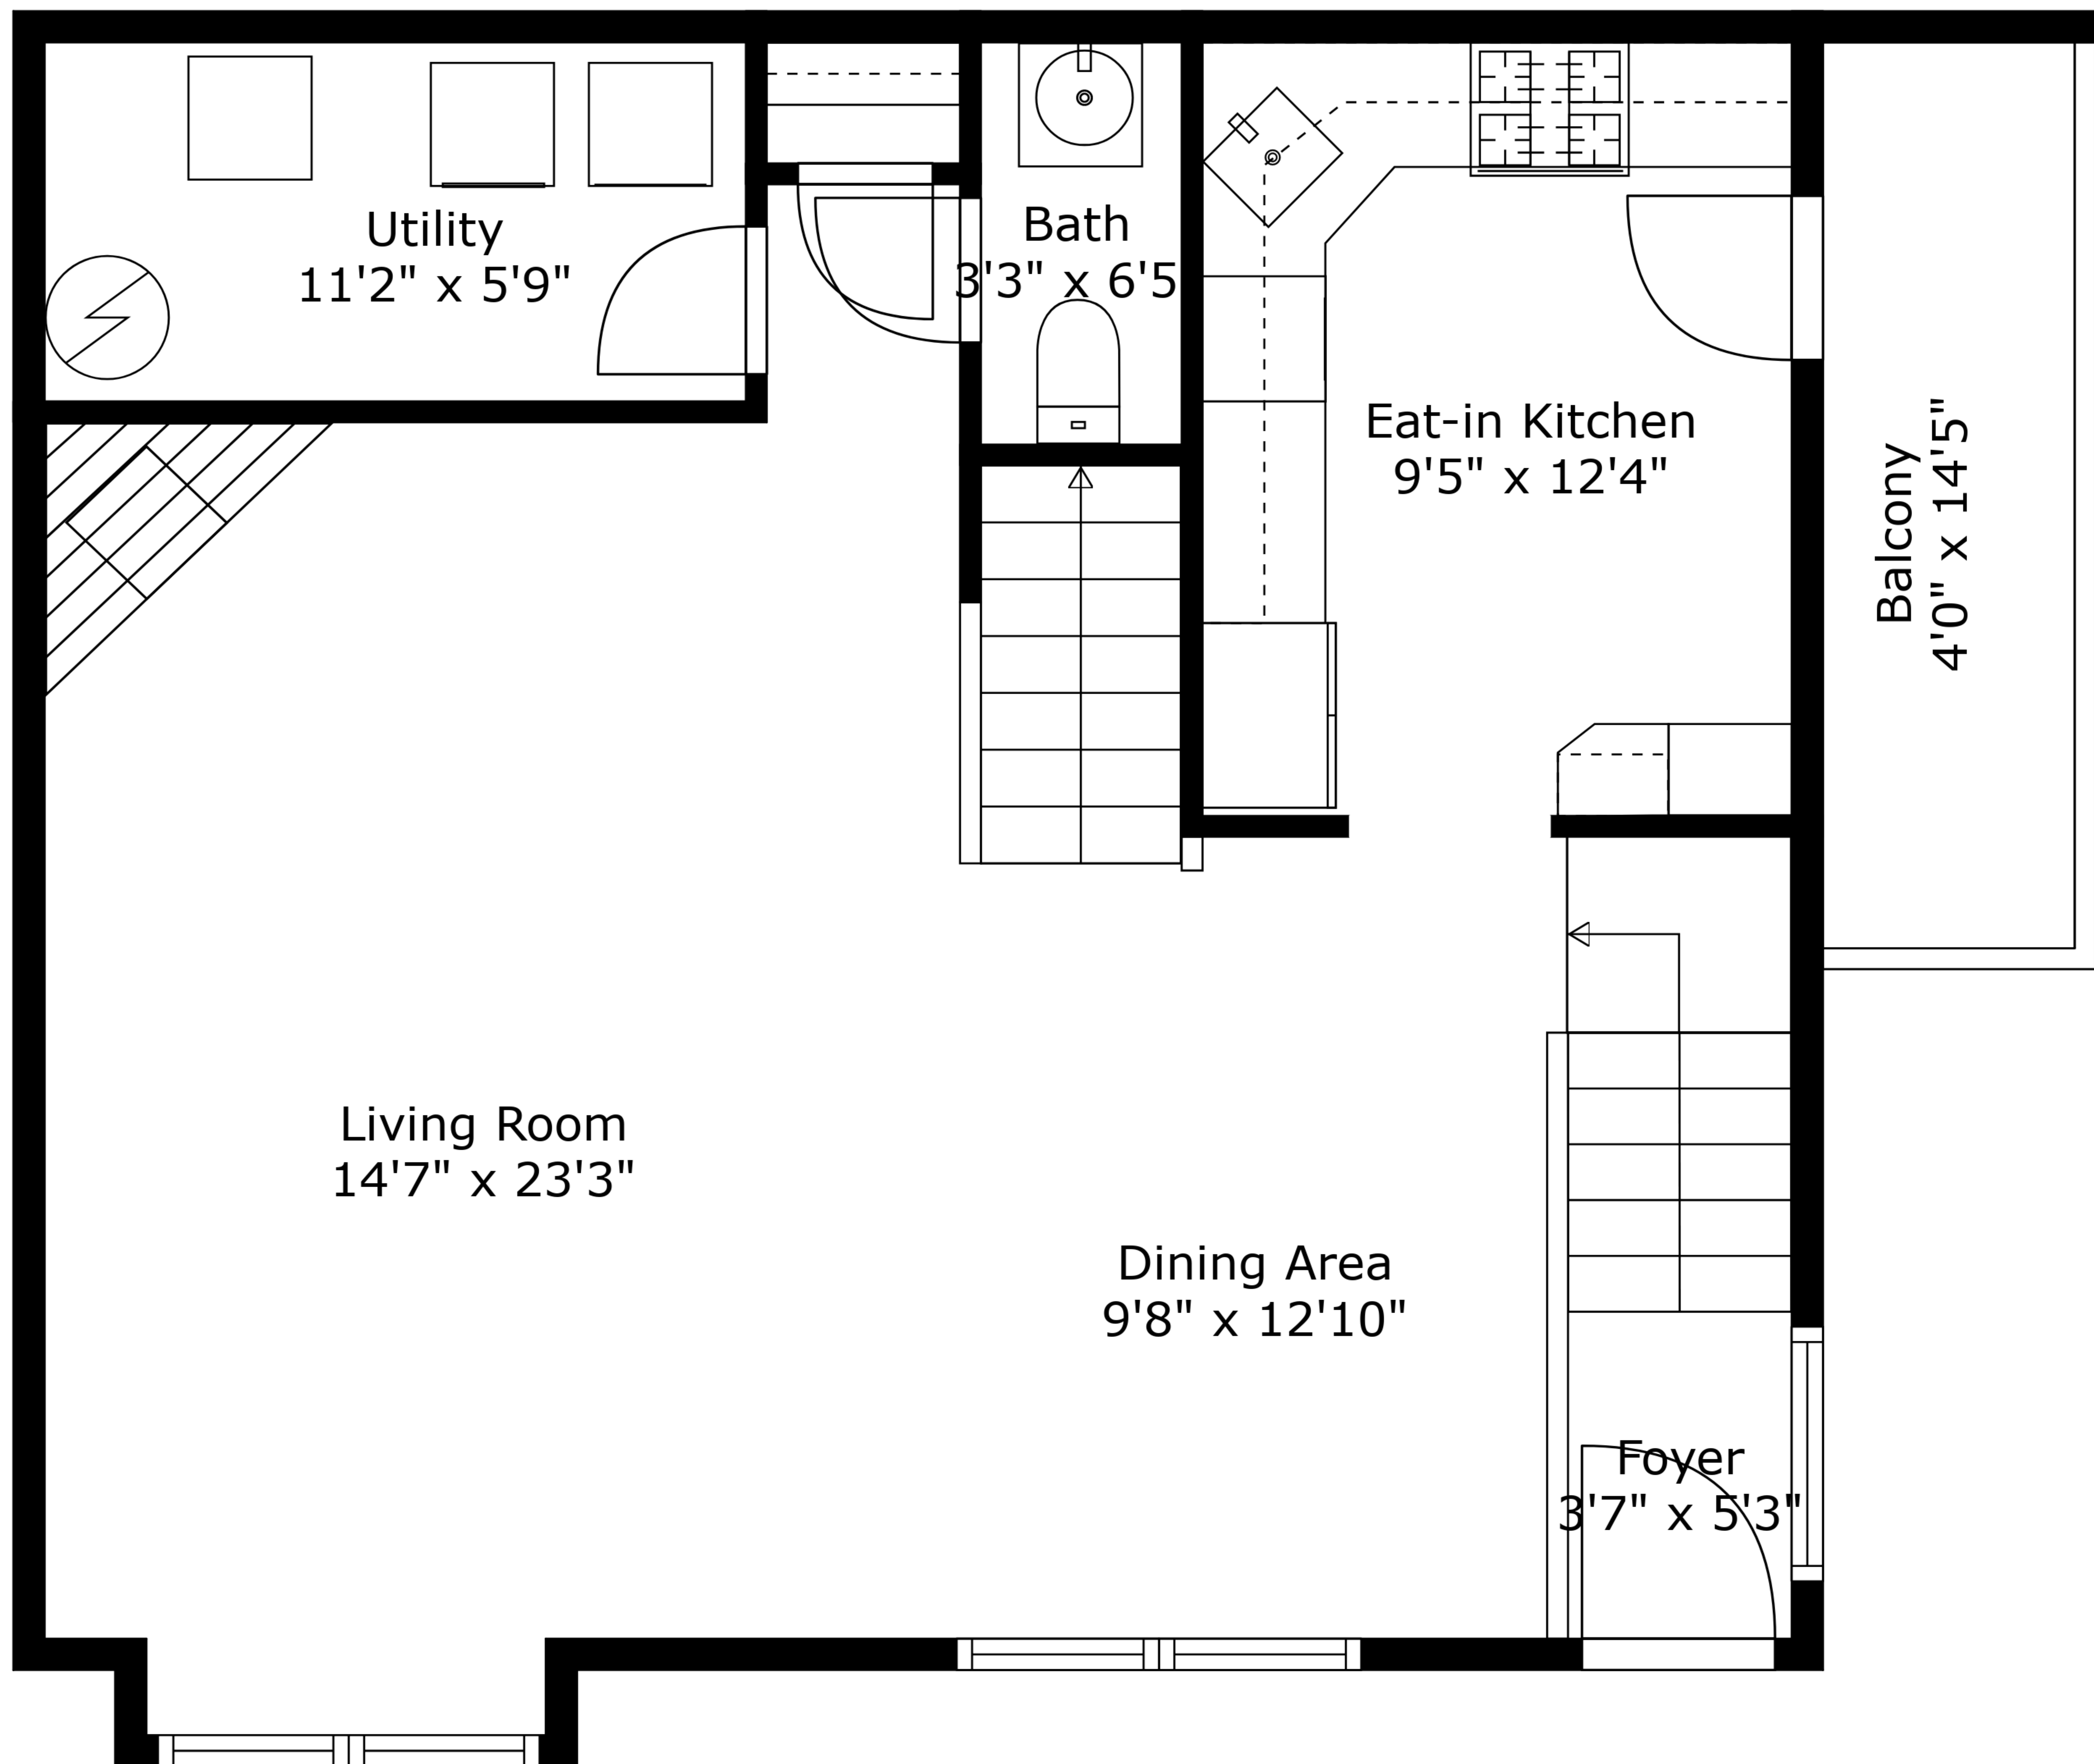 Utility
11'2" x 5'9"
Bath
3'3" x 6'5
Eat-in Kitchen
9'5" x 12'4"
Balcony
4'0" x 14'5"
Living Room
14'7" x 23'3"
Dining Area
9'8" x 12'10"
Foyer
3'7" x 5'3"